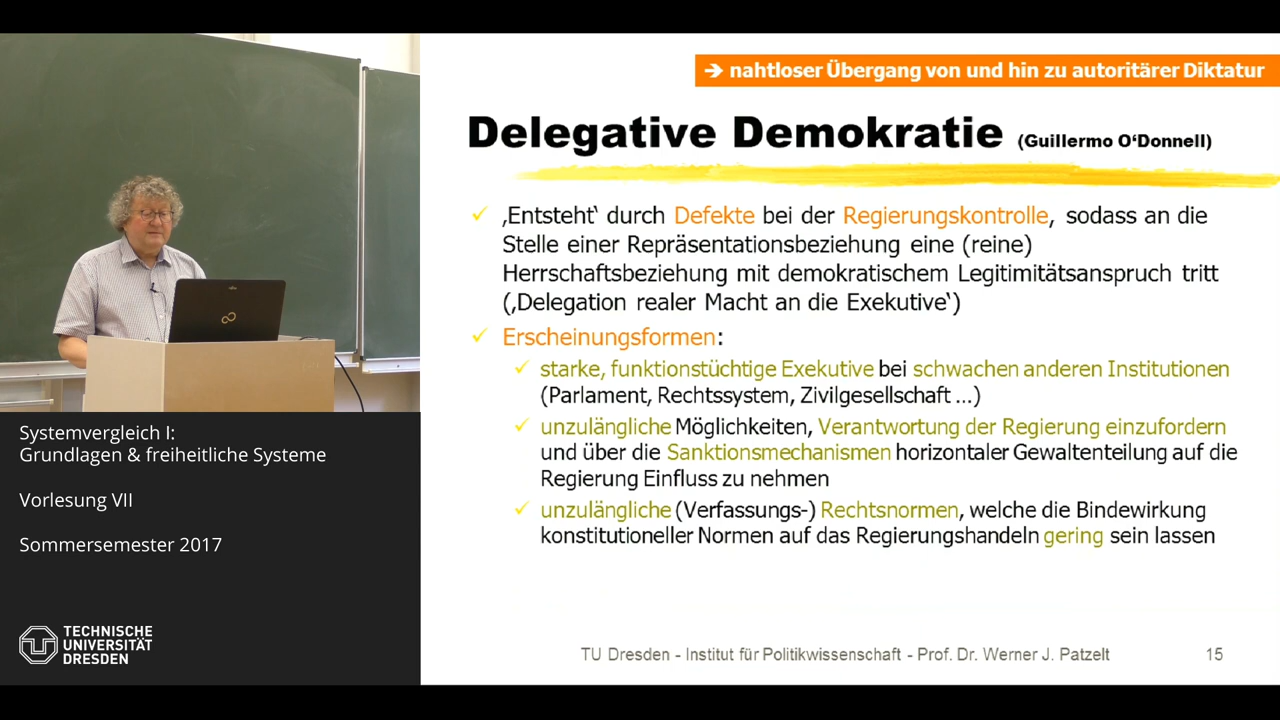 → nahtloser Übergang von und hin zu autoritärer Diktatur
Delegative Demokratie (Guillermo O‘Donnell)
‚Entsteht‘ durch Defekte bei der Regierungskontrolle, sodass an die
Stelle einer Repräsentationsbeziehung eine (reine)
Herrschaftsbeziehung mit demokratischem Legitimitätsanspruch tritt
(‚Delegation realer Macht an die Exekutive‘)
Erscheinungsformen:
starke, funktionstüchtige Exekutive bei schwachen anderen Institutionen
(Parlament, Rechtssystem, Zivilgesellschaft ...)
unzulängliche Möglichkeiten, Verantwortung der Regierung einzufordern
und über die Sanktionsmechanismen horizontaler Gewaltenteilung auf die
Regierung Einfluss zu nehmen
unzulängliche (Verfassungs-) Rechtsnormen, welche die Bindewirkung
konstitutioneller Normen auf das Regierungshandeln gering sein lassen
TU Dresden - Institut für Politikwissenschaft - Prof. Dr. Werner J. Patzelt 15
Systemvergleich I:
Grundlagen & freiheitliche Systeme
Vorlesung VII
Sommersemester 2017
TECHNISCHE
UNIVERSITÄT
DRESDEN